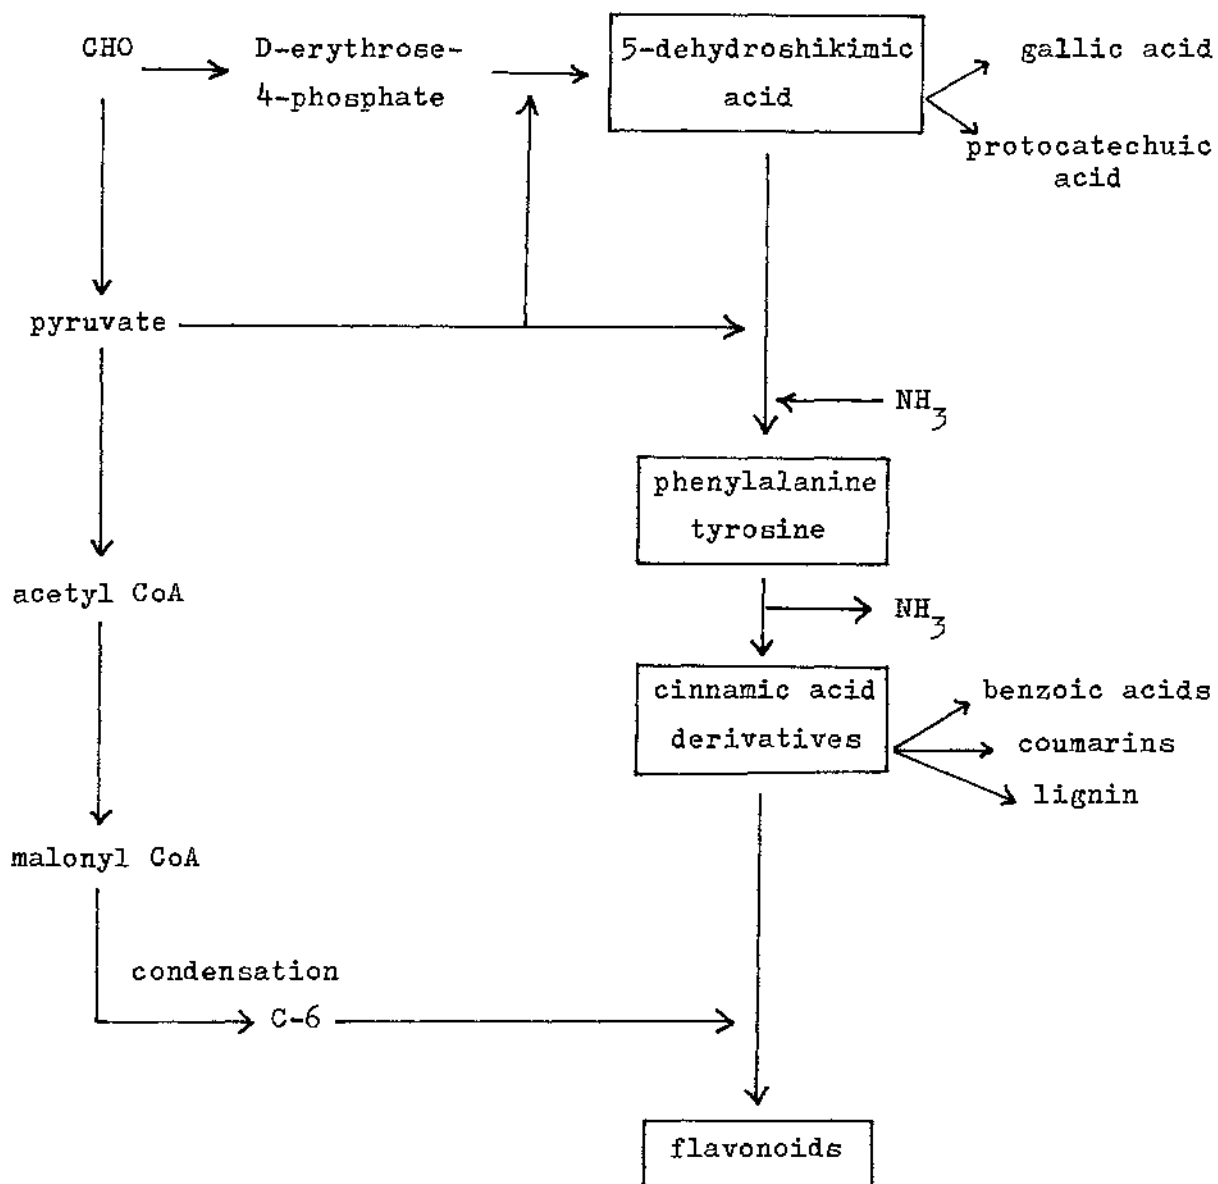 CHO
D-erythrose-
4-phosphate
5-dehydroshikimic
acid
gallic acid
protocatechuic
acid
pyruvate
NH3
phenylalanine
tyrosine
acetyl CoA
NH3
cinnamic acid
derivatives
benzoic acids
coumarins
lignin
malonyl CoA
condensation
C-6
flavonoids